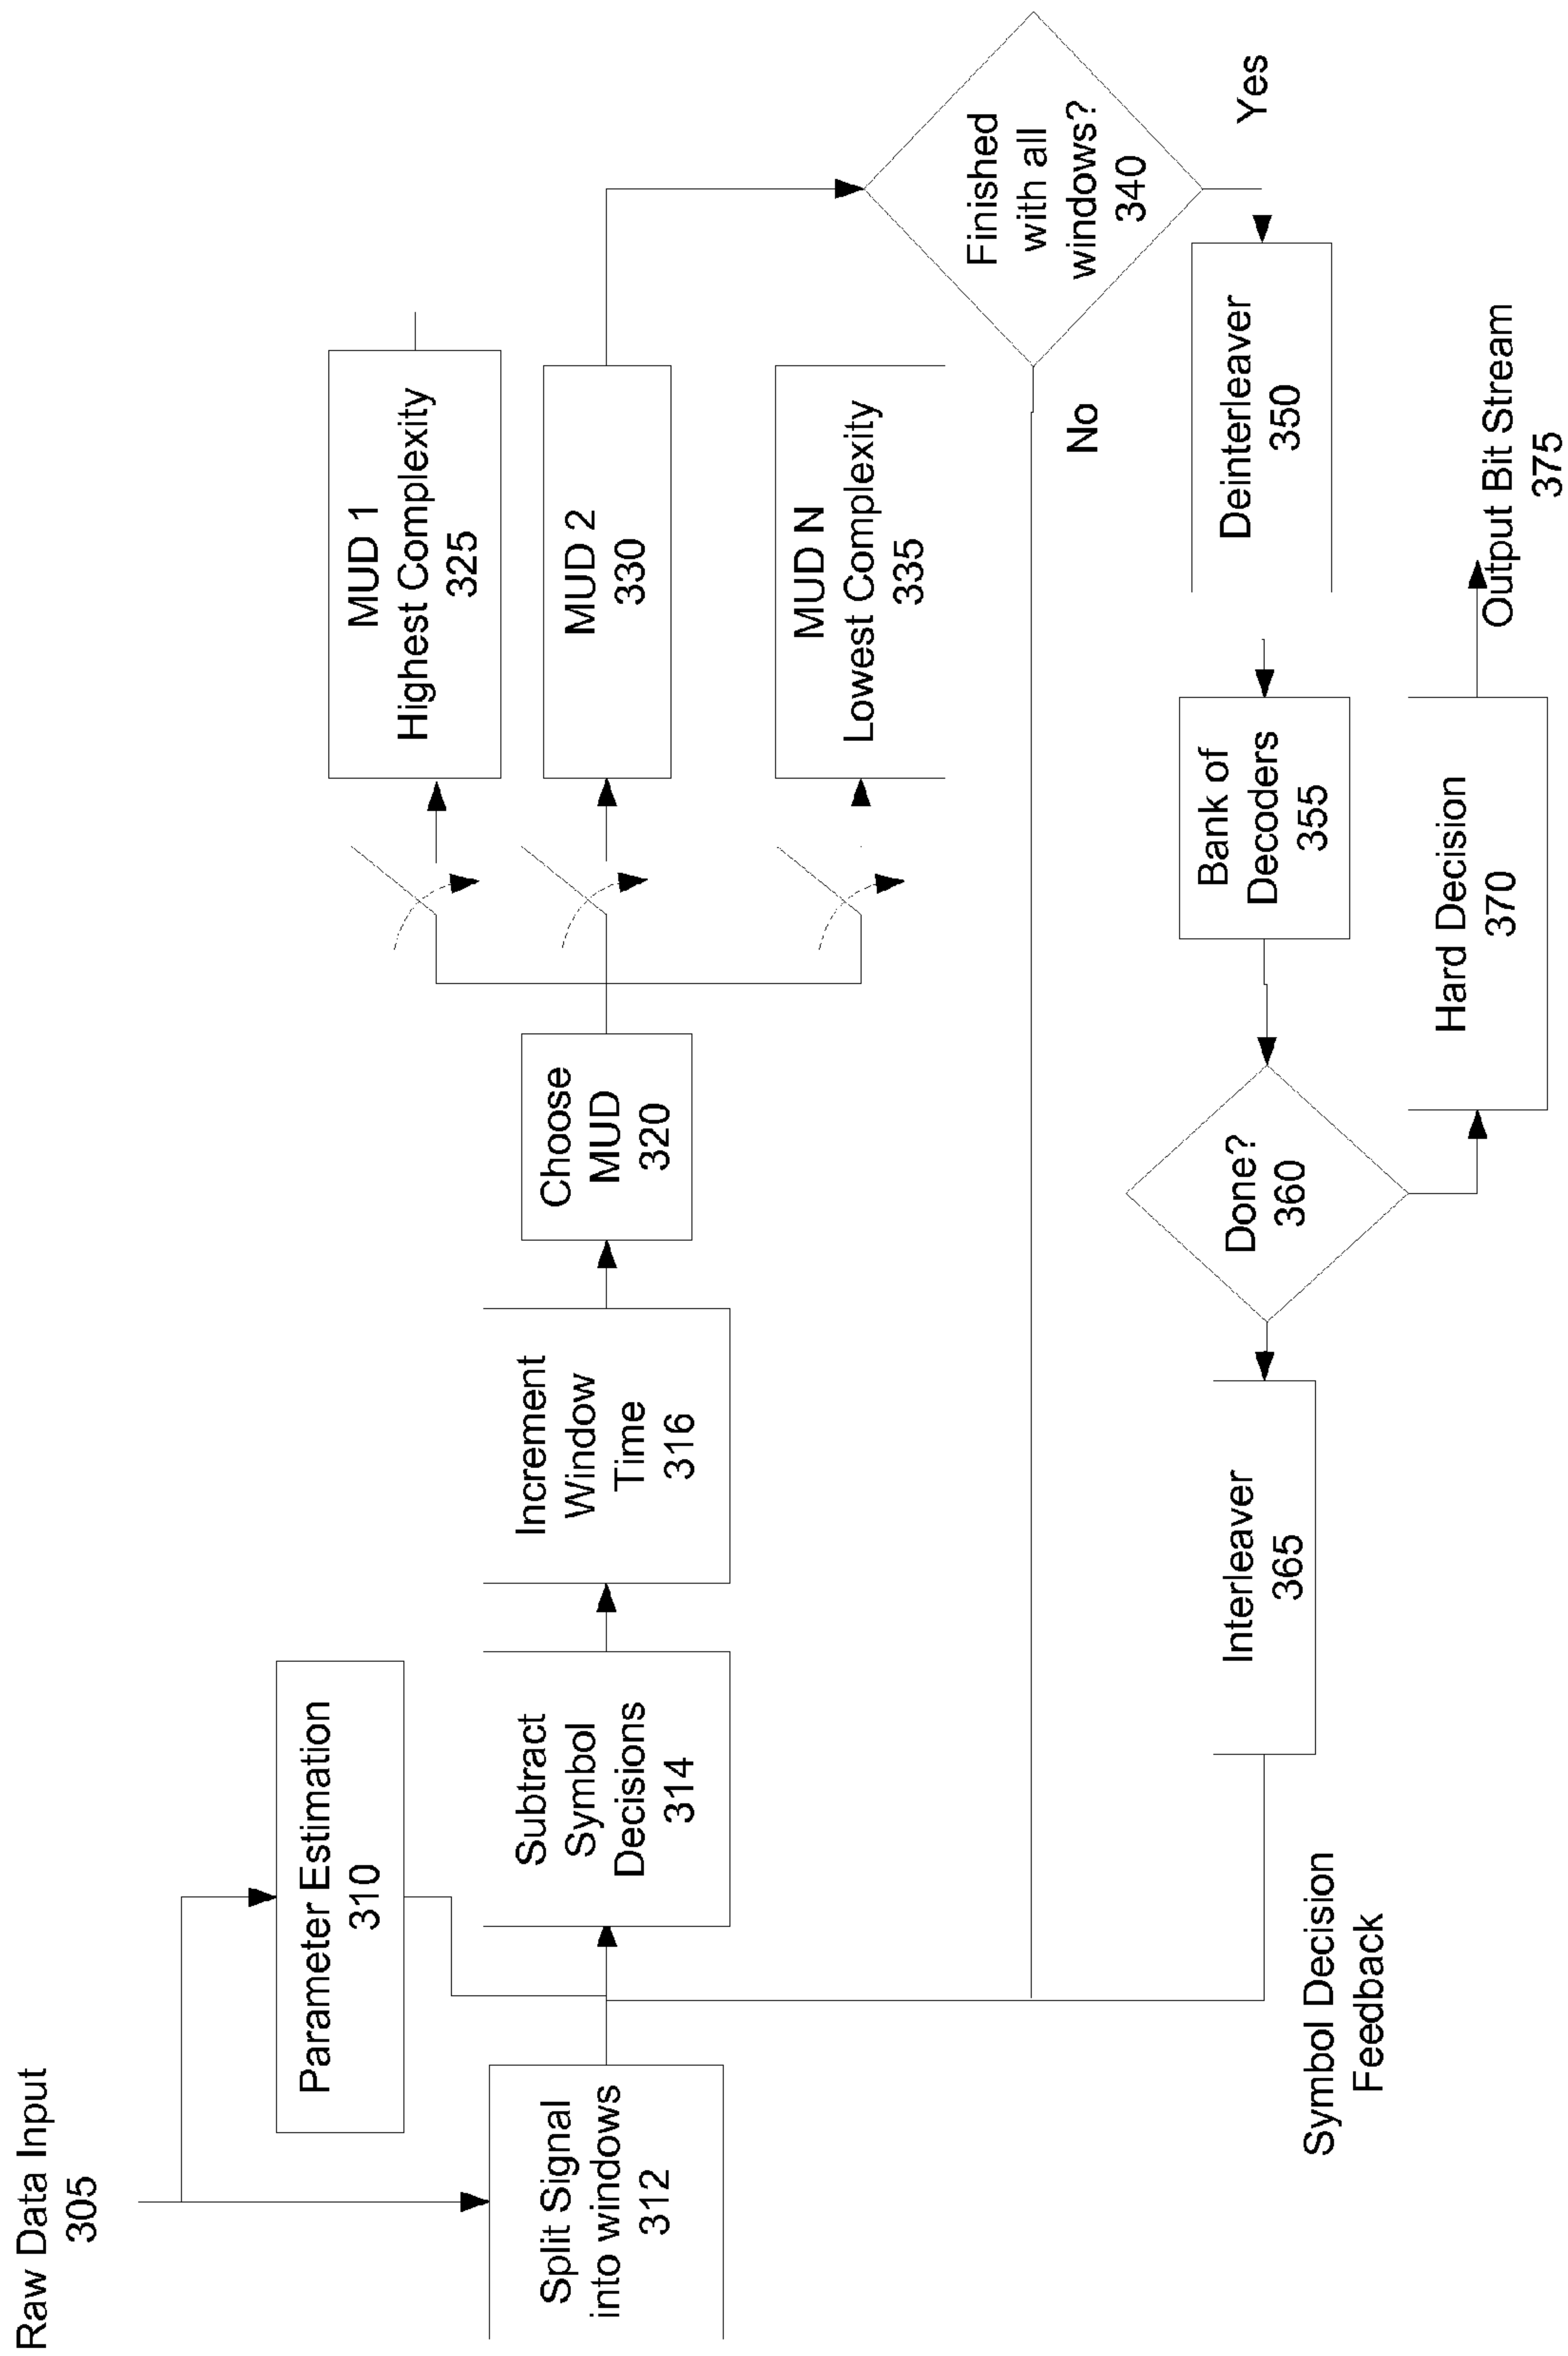 Raw Data Input
305
Parameter Estimation
310
Split Signal
into windows
312
Subtract
Symbol
Decisions
314
Increment
Window
Time
316
Choose
MUD
320
MUD 1
Highest Complexity
325
MUD 2
330
MUD N
Lowest Complexity
335
Finished
with all
windows?
340
Yes
No
Deinterleaver
350
Bank of
Decoders
355
Done?
360
Interleaver
365
Symbol Decision
Feedback
Hard Decision
370
Output Bit Stream
375